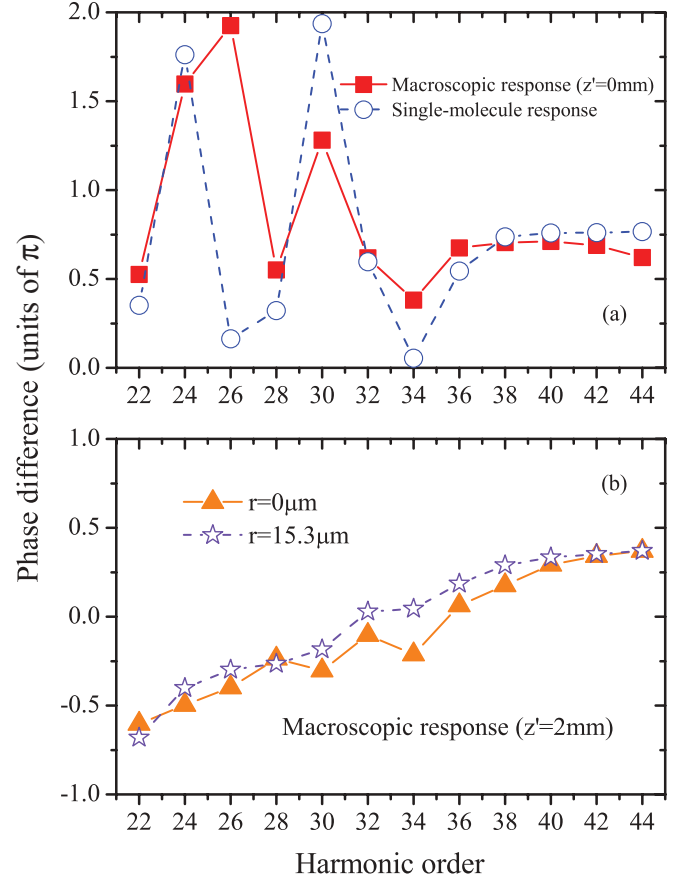 2.0
1.5
1.0
0.5
0.0
Macroscopic response (z'=0mm)
Single-molecule response
(a)
22 24 26 28 30 32 34 36 38 40 42 44
Phase difference (units of π)
1.0
0.5
0.0
-0.5
-1.0
(b)
r=0μm
r=15.3μm
Macroscopic response (z'=2mm)
22 24 26 28 30 32 34 36 38 40 42 44
Harmonic order